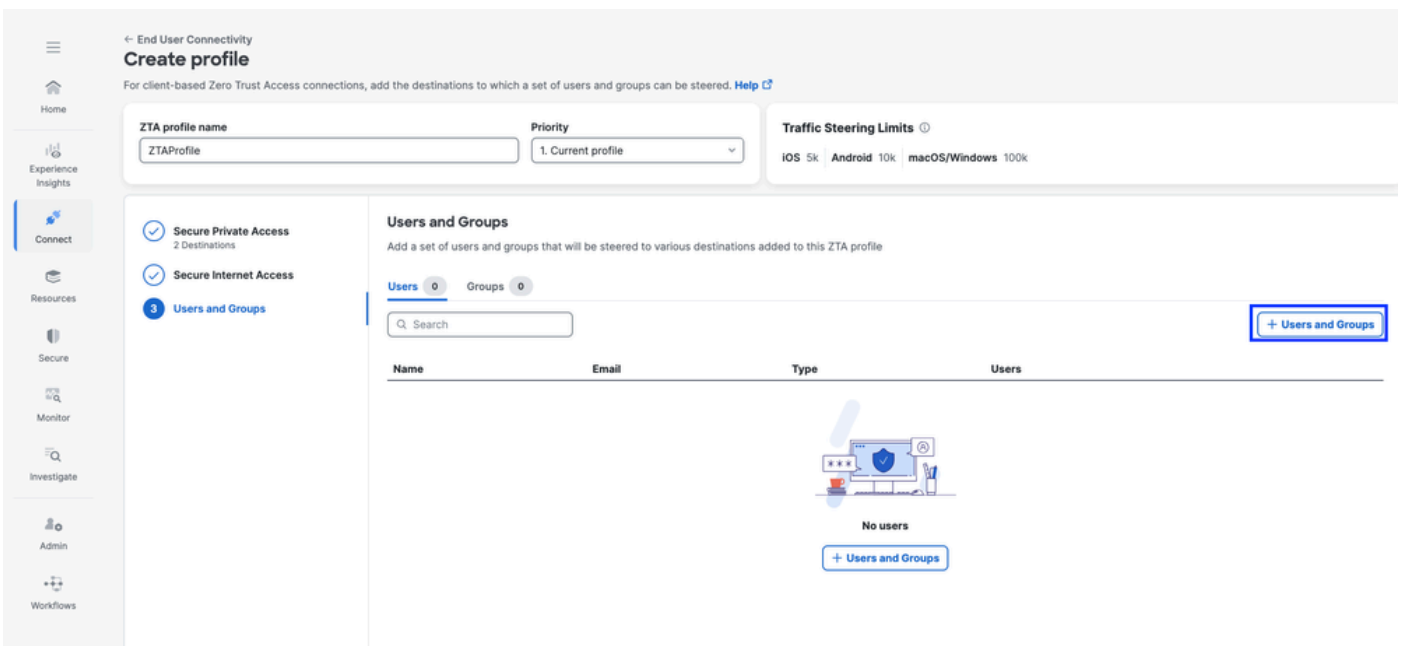 ← End User Connectivity
Create profile
For client-based Zero Trust Access connections, add the destinations to which a set of users and groups can be steered. Help
Home
Experience
Insights
Connect
Resources
Secure
Monitor
Investigate
Admin
Workflows
ZTA profile name
ZTAProfile
Priority
1. Current profile
Traffic Steering Limits
iOS 5k Android 10k macOS/Windows 100k
Secure Private Access
2 Destinations
Secure Internet Access
3 Users and Groups
Users and Groups
Add a set of users and groups that will be steered to various destinations added to this ZTA profile
Users 0 Groups 0
Search
+ Users and Groups
Name Email Type Users
***
No users
+ Users and Groups